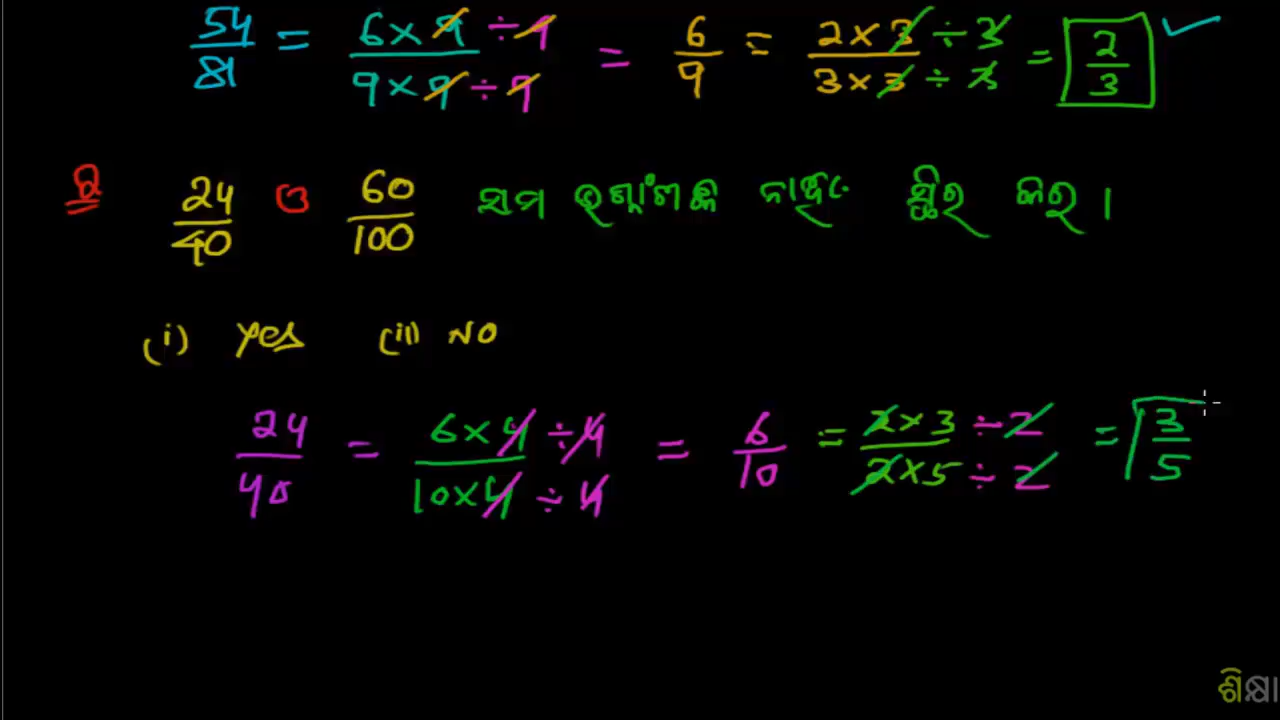 54/81 = 6×9÷9/9×9÷9 = 6/9 = 2×3÷3/3×3÷3 = 2/3 ✓
ର 24/40 ଓ 60/100 ସମ ଭଗ୍ନାଂଶ କି ନାହିଁ ସ୍ଥିର କର ।
(i) Yes (ii) NO
24/40 = 6×4÷4/10×4÷4 = 6/10 = 2×3÷2/2×5÷2 = 3/5
ଶିକ୍ଷା